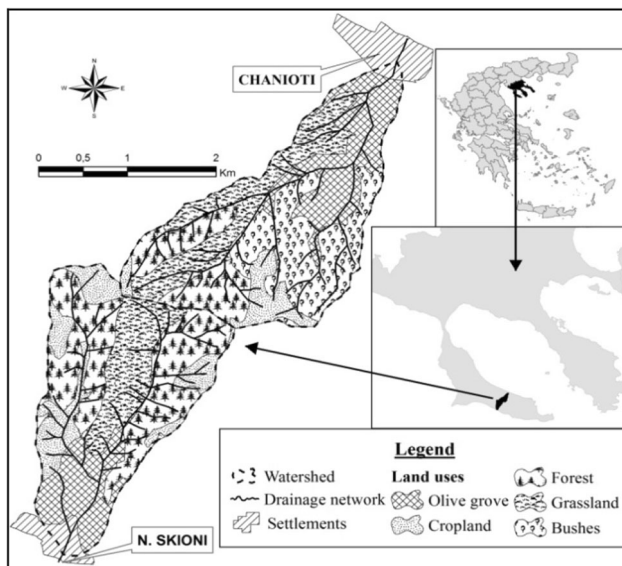 CHANIOTI
N
W E
S
0 0,5 1 2
Km
Legend
Watershed
Drainage network
Settlements
Land uses
Olive grove
Cropland
Forest
Grassland
Bushes
N. SKIONI